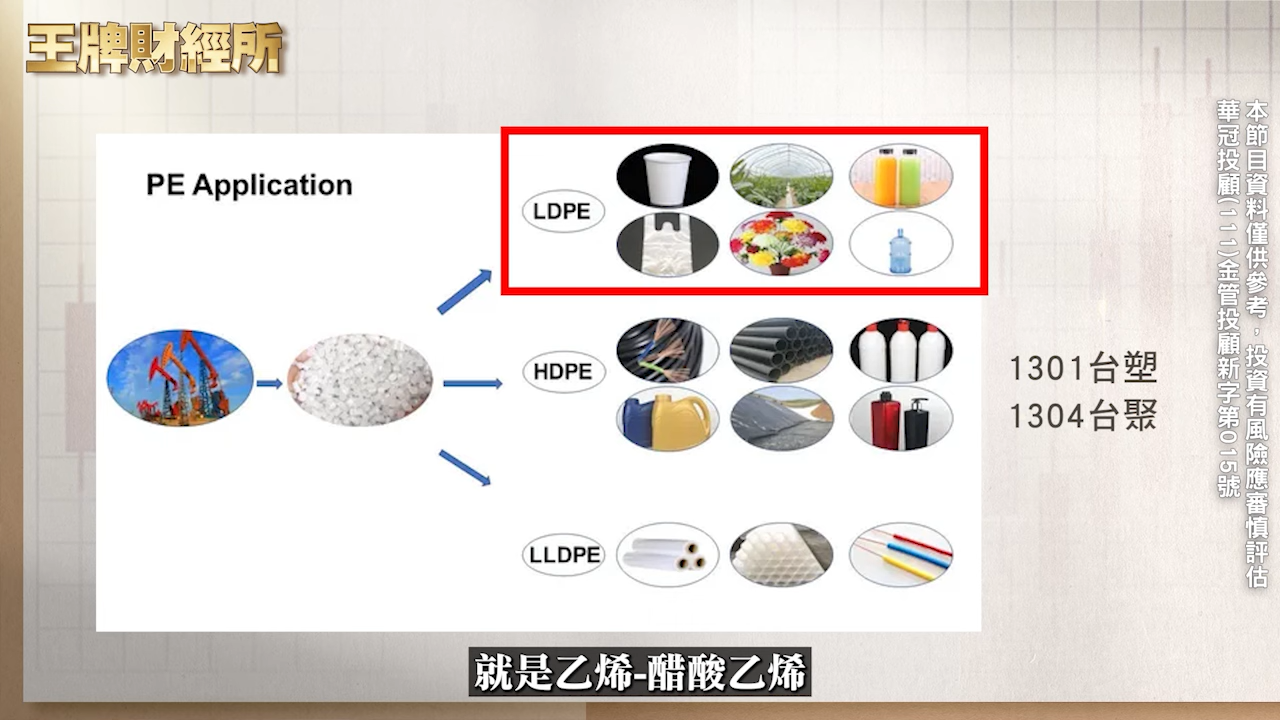 王牌財經所
PE Application
LDPE
HDPE
LLDPE
1301台塑
1304台聚
本節目資料僅供參考，投資有風險應審慎評估
華冠投顧(111)金管投顧新字第015號
就是乙烯-醋酸乙烯